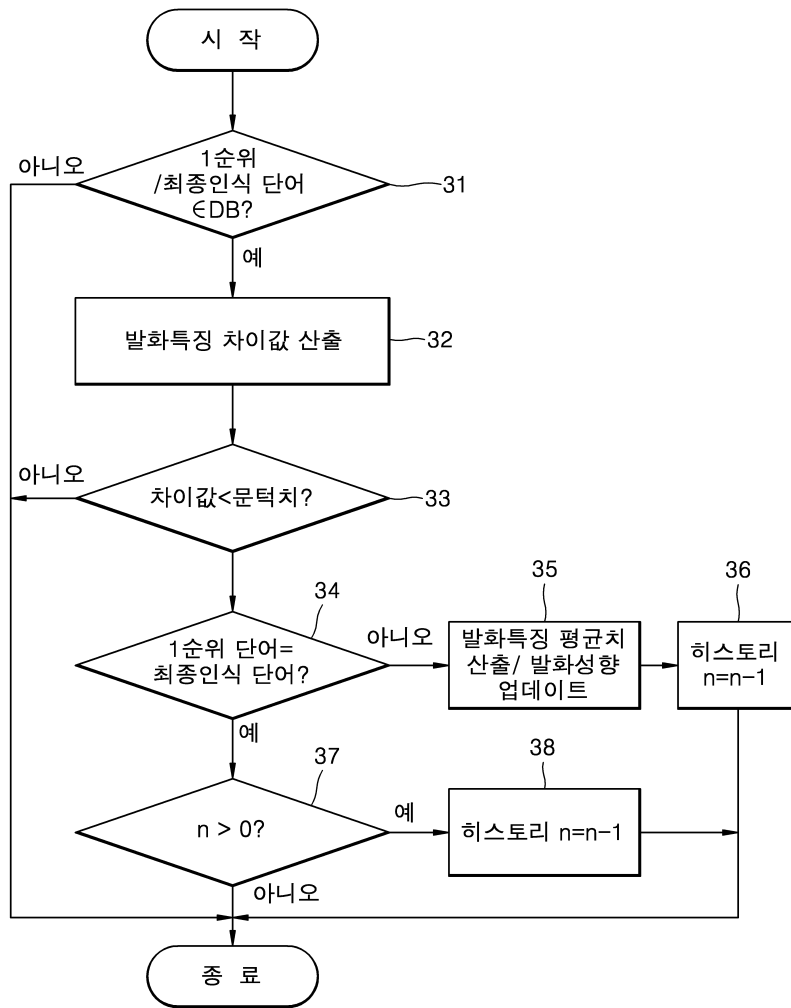 시 작
아니오
1순위
/최종인식 단어
∈DB?
31
예
발화특징 차이값 산출
32
아니오
차이값<문턱치?
33
34
1순위 단어=
최종인식 단어?
아니오
35
발화특징 평균치
산출/ 발화성향
업데이트
36
히스토리
n=n-1
예
37
n > 0?
예
38
히스토리 n=n-1
아니오
종 료